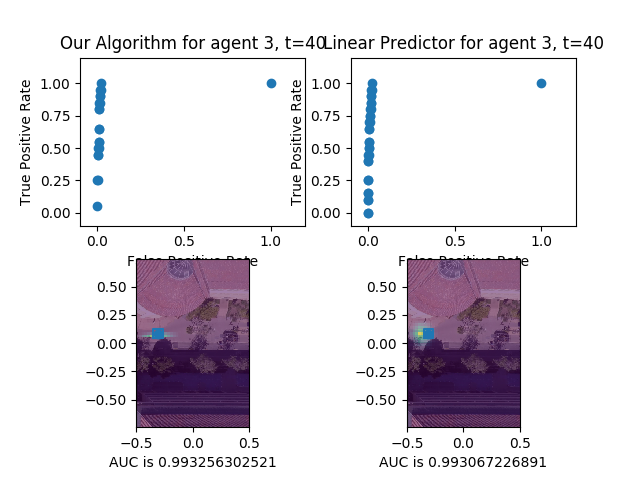 Our Algorithm for agent 3, t=40
Linear Predictor for agent 3, t=40
True Positive Rate
1.00
0.75
0.50
0.25
0.00
0.0 0.5 1.0
False Positive Rate
True Positive Rate
1.00
0.75
0.50
0.25
0.00
0.0 0.5 1.0
False Positive Rate
0.50
0.25
0.00
−0.25
−0.50
−0.5 0.0 0.5
AUC is 0.993256302521
0.50
0.25
0.00
−0.25
−0.50
−0.5 0.0 0.5
AUC is 0.993067226891